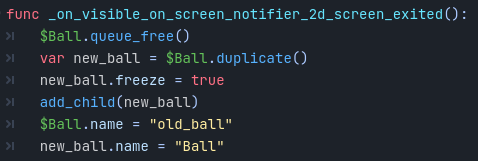 func _on_visible_on_screen_notifier_2d_screen_exited():
$Ball.queue_free()
var new_ball = $Ball.duplicate()
new_ball.freeze = true
add_child(new_ball)
$Ball.name = "old_ball"
new_ball.name = "Ball"